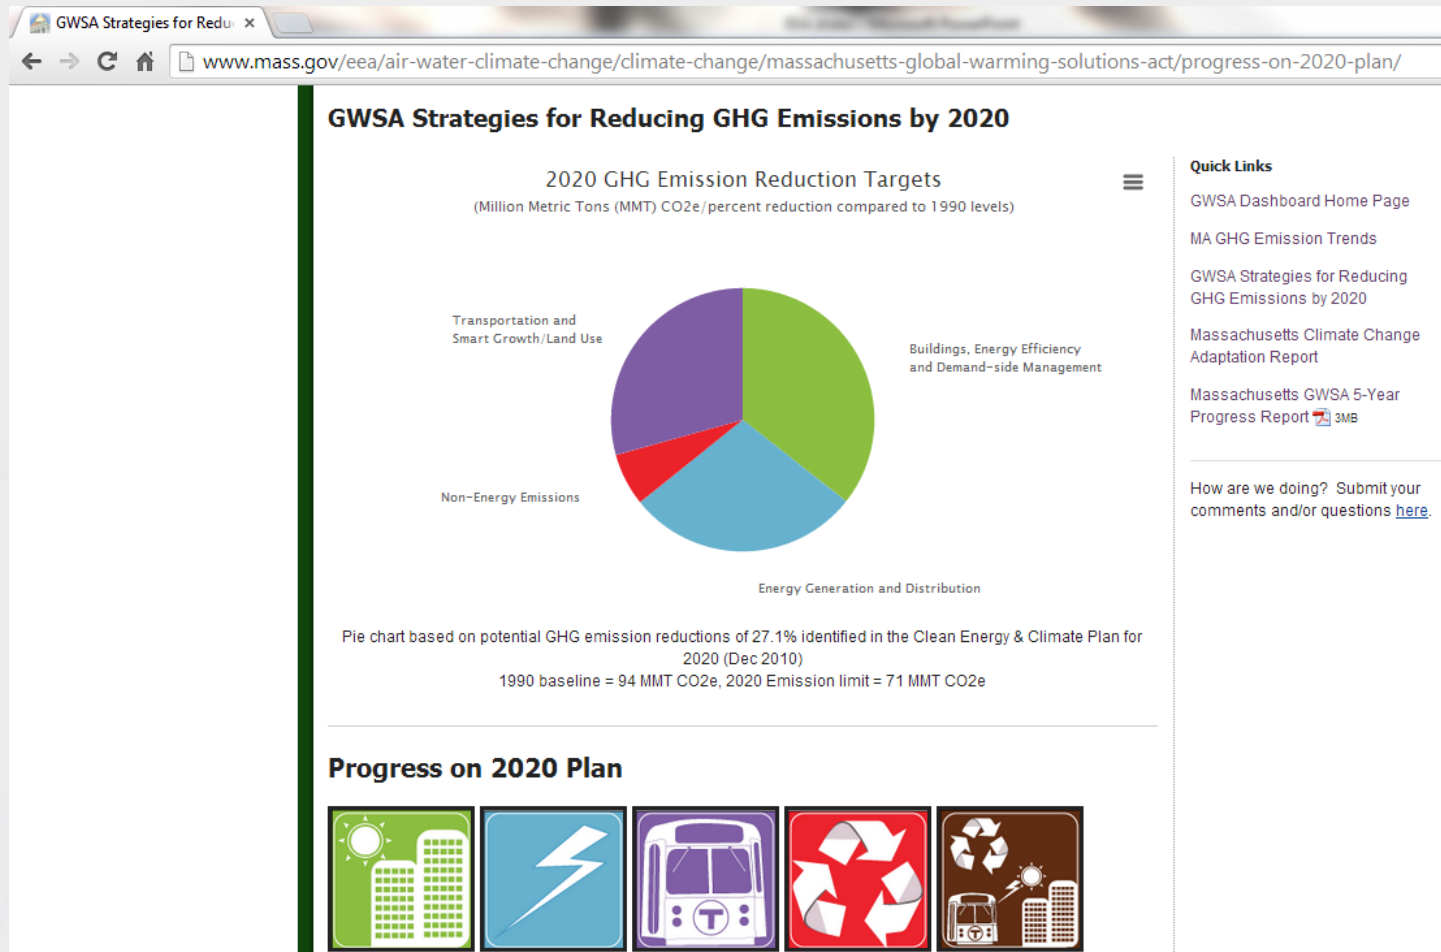 GWSA Strategies for Redu
www.mass.gov/eea/air-water-climate-change/climate-change/massachusetts-global-warming-solutions-act/progress-on-2020-plan/
GWSA Strategies for Reducing GHG Emissions by 2020
2020 GHG Emission Reduction Targets
(Million Metric Tons (MMT) CO2e/percent reduction compared to 1990 levels)
Transportation and
Smart Growth/Land Use
Buildings, Energy Efficiency
and Demand-side Management
Non-Energy Emissions
Energy Generation and Distribution
Pie chart based on potential GHG emission reductions of 27.1% identified in the Clean Energy & Climate Plan for
2020 (Dec 2010)
1990 baseline = 94 MMT CO2e, 2020 Emission limit = 71 MMT CO2e
Quick Links
GWSA Dashboard Home Page
MA GHG Emission Trends
GWSA Strategies for Reducing
GHG Emissions by 2020
Massachusetts Climate Change
Adaptation Report
Massachusetts GWSA 5-Year
Progress Report 3MB
How are we doing? Submit your
comments and/or questions here.
Progress on 2020 Plan
T
T